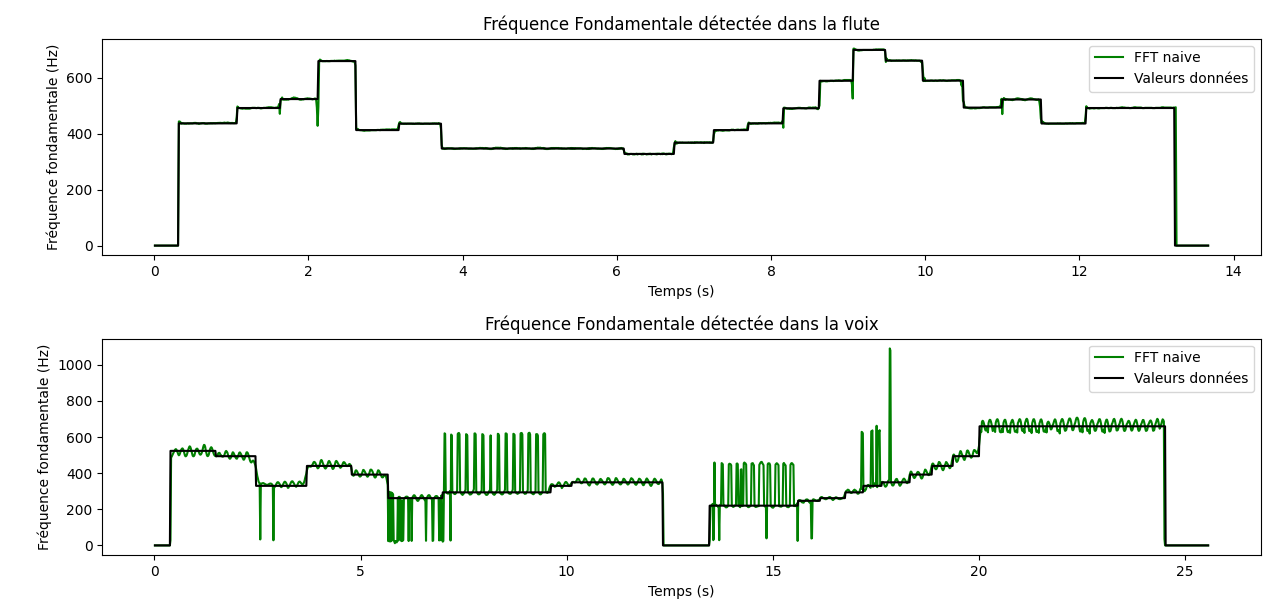 Fréquence Fondamentale détectée dans la flute
Fréquence fondamentale (Hz)
600
400
200
0
FFT naive
Valeurs données
0 2 4 6 8 10 12 14
Temps (s)
Fréquence Fondamentale détectée dans la voix
Fréquence fondamentale (Hz)
1000
800
600
400
200
0
FFT naive
Valeurs données
0 5 10 15 20 25
Temps (s)